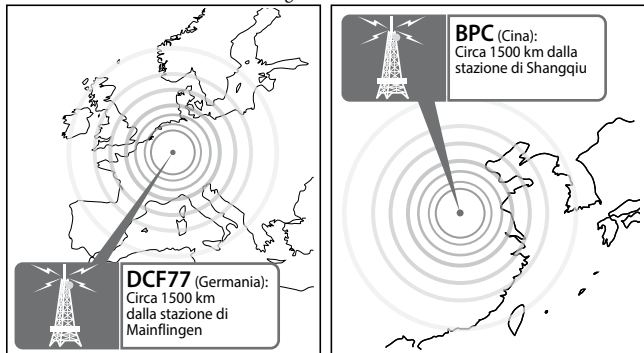 DCF77 (Germania):
Circa 1500 km
dalla stazione di
Mainflingen
BPC (Cina):
Circa 1500 km dalla
stazione di Shangqiu